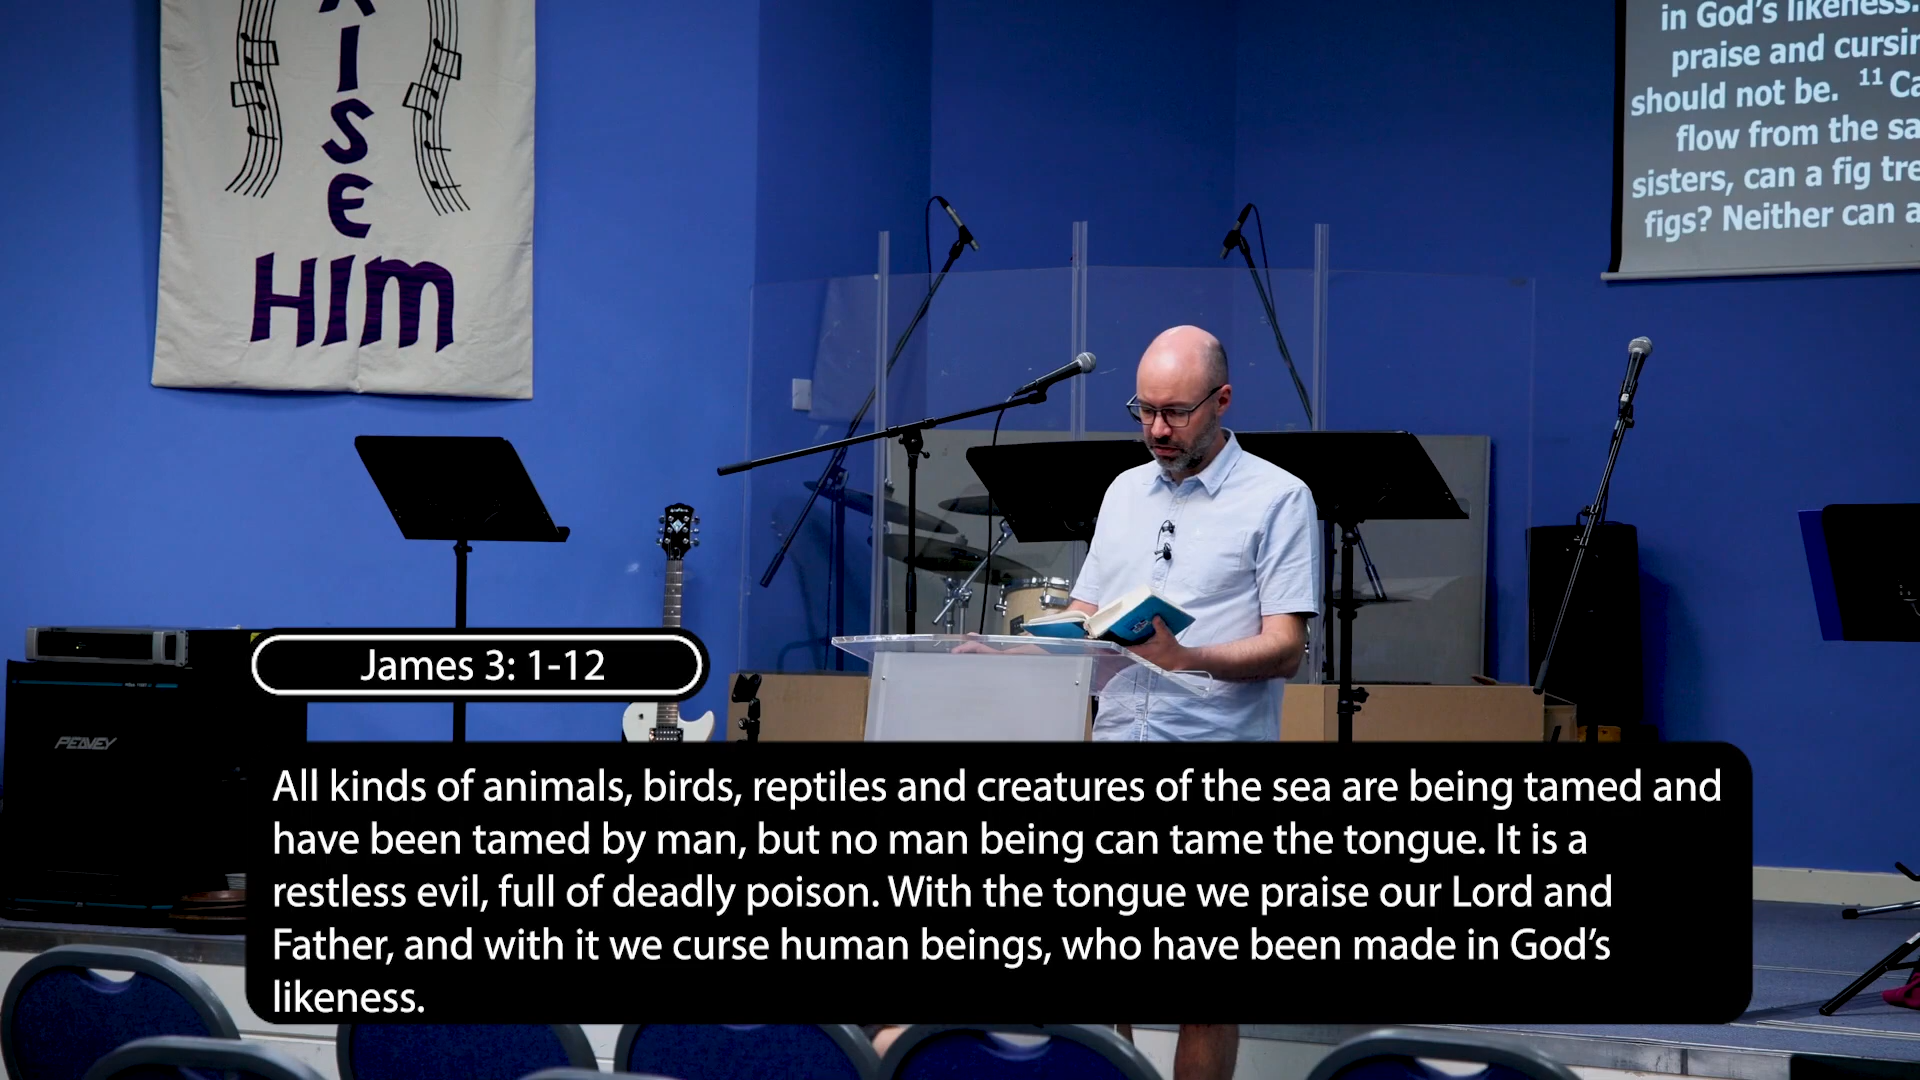 AISE
HIM
in God's likeness.
praise and cursin
should not be. 11 Ca
flow from the sa
sisters, can a fig tre
figs? Neither can a
James 3: 1-12
PEAVEY
All kinds of animals, birds, reptiles and creatures of the sea are being tamed and
have been tamed by man, but no man being can tame the tongue. It is a
restless evil, full of deadly poison. With the tongue we praise our Lord and
Father, and with it we curse human beings, who have been made in God's
likeness.